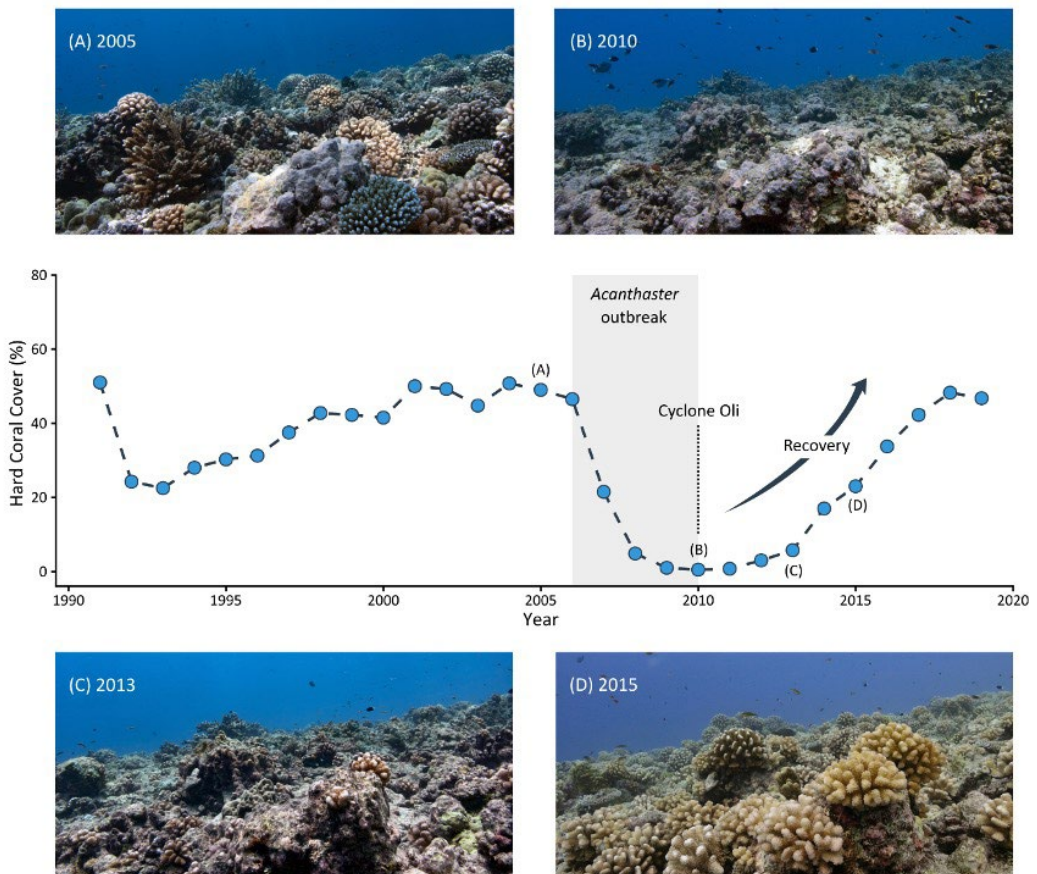 (A) 2005
(B) 2010
80
60
40
20
0
Hard Coral Cover (%)
Acanthaster
outbreak
(A)
Cyclone Oli
Recovery
(B)
(C)
(D)
1990
1995
2000
2005
2010
2015
2020
Year
(C) 2013
(D) 2015